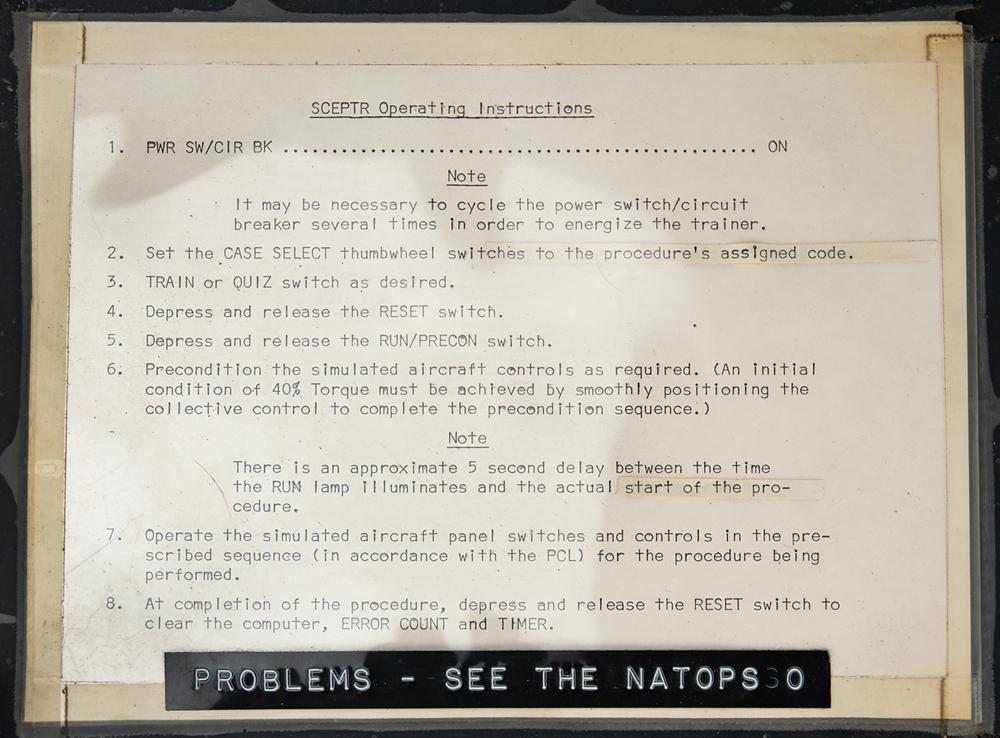 SCEPTR Operating Instructions
1. PWR SW/CIR BK ................................................ ON
Note
It may be necessary to cycle the power switch/circuit
breaker several times in order to energize the trainer.
2. Set the CASE SELECT thumbwheel switches to the procedure's assigned code.
3. TRAIN or QUIZ switch as desired.
4. Depress and release the RESET switch.
5. Depress and release the RUN/PRECON switch.
6. Precondition the simulated aircraft controls as required. (An initial
condition of 40% Torque must be achieved by smoothly positioning the
collective control to complete the precondition sequence.)
Note
There is an approximate 5 second delay between the time
the RUN lamp illuminates and the actual start of the pro-
cedure.
7. Operate the simulated aircraft panel switches and controls in the pre-
scribed sequence (in accordance with the PCL) for the procedure being
performed.
8. At completion of the procedure, depress and release the RESET switch to
clear the computer, ERROR COUNT and TIMER.
PROBLEMS - SEE THE NATOPS O